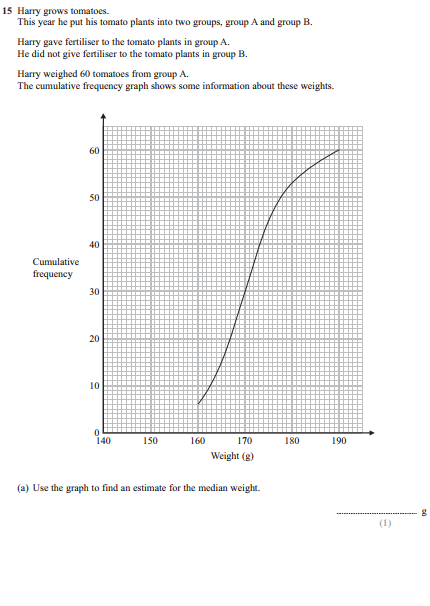 15 Harry grows tomatoes.
This year he put his tomato plants into two groups, group A and group B.
Harry gave fertiliser to the tomato plants in group A.
He did not give fertiliser to the tomato plants in group B.
Harry weighed 60 tomatoes from group A.
The cumulative frequency graph shows some information about these weights.
60
50
40
Cumulative
frequency
30
20
10
0
140 150 160 170 180 190
Weight (g)
(a) Use the graph to find an estimate for the median weight.
g
(1)